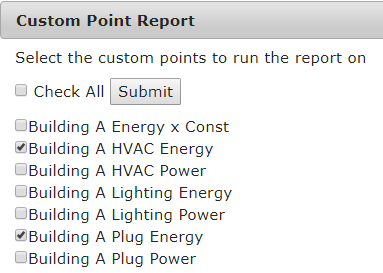 Custom Point Report
Select the custom points to run the report on
Check All Submit
Building A Energy x Const
Building A HVAC Energy
Building A HVAC Power
Building A Lighting Energy
Building A Lighting Power
Building A Plug Energy
Building A Plug Power